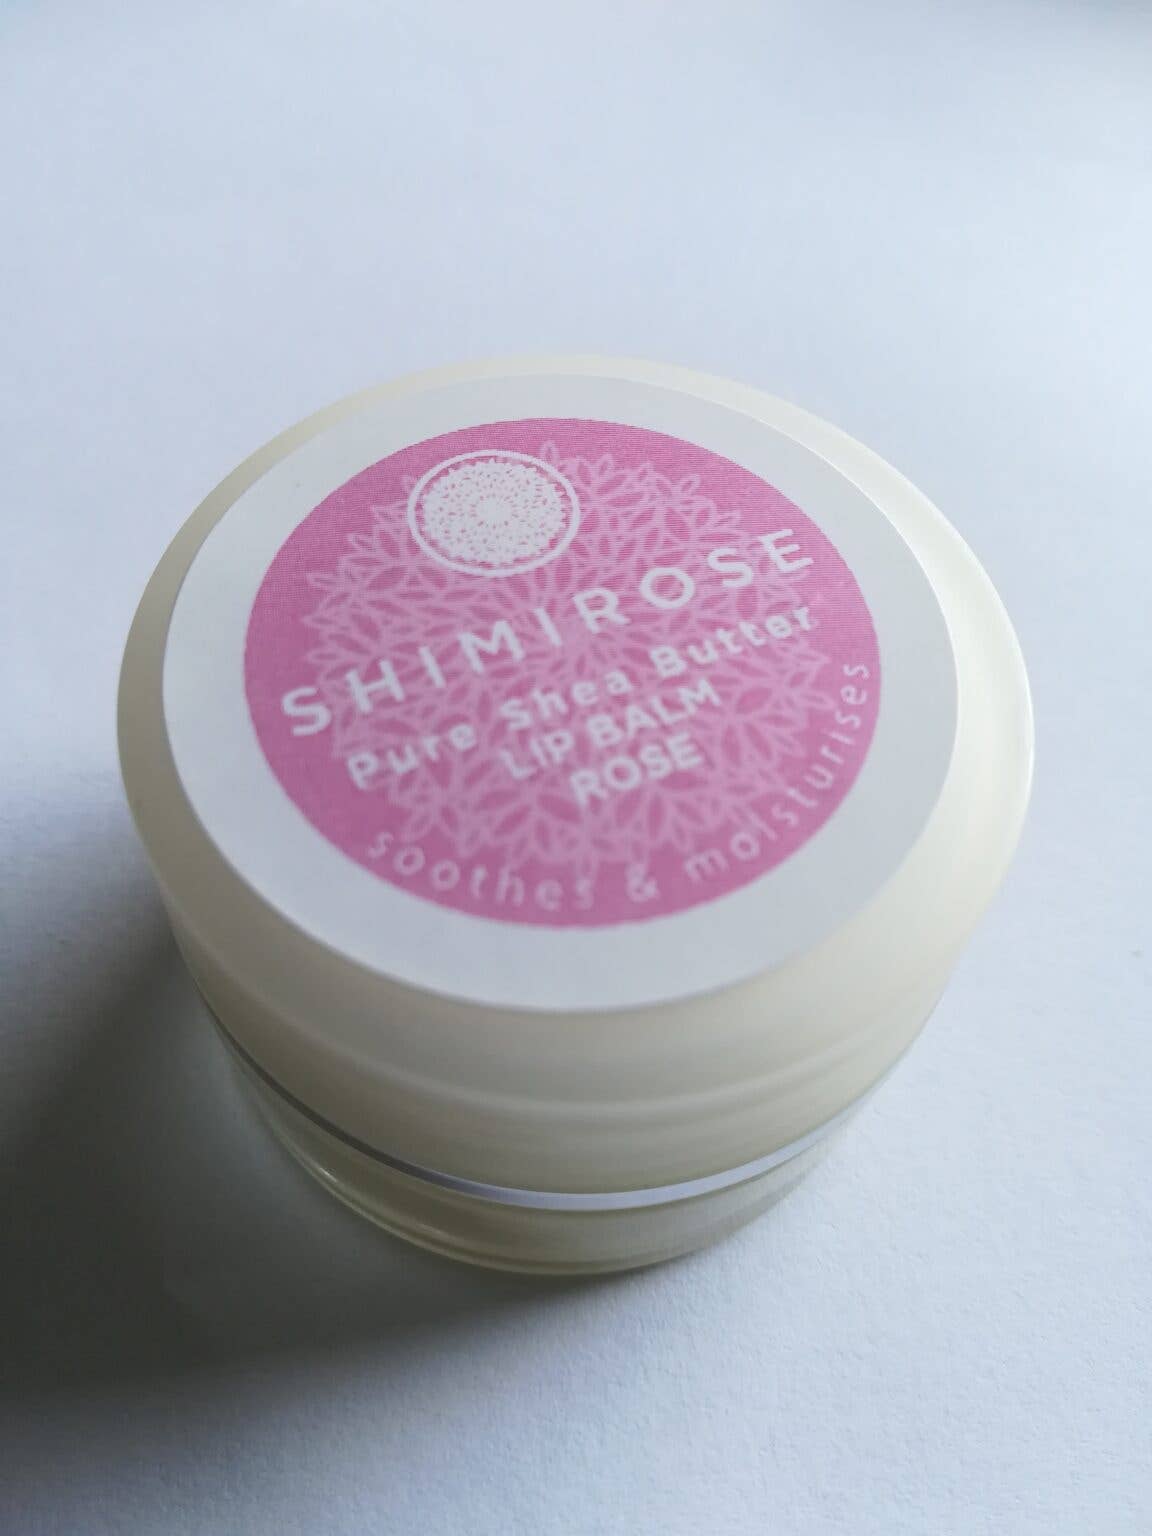 SHIMIROSE
Pure Shea Butter
LIP BALM
ROSE
soothes & moisturises